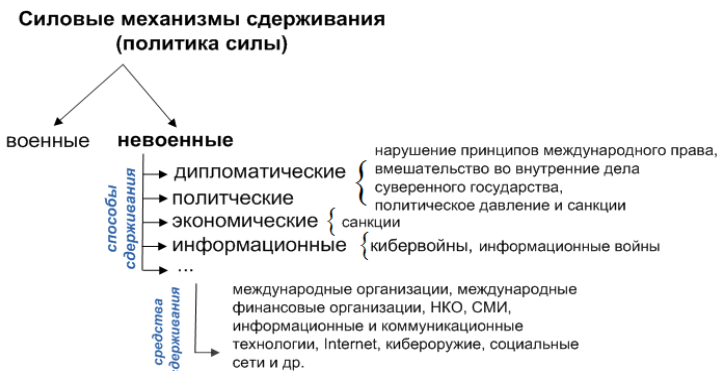 Силовые механизмы сдерживания
(политика силы)
военные
невоенные
способы
сдерживания
дипломатические
политческие
нарушение принципов международного права,
вмешательство во внутренние дела
суверенного государства,
политическое давление и санкции
экономические
санкции
информационные
кибервойны, информационные войны
...
средства
сдерживания
международные организации, международные
финансовые организации, НКО, СМИ,
информационные и коммуникационные
технологии, Internet, кибероружие, социальные
сети и др.